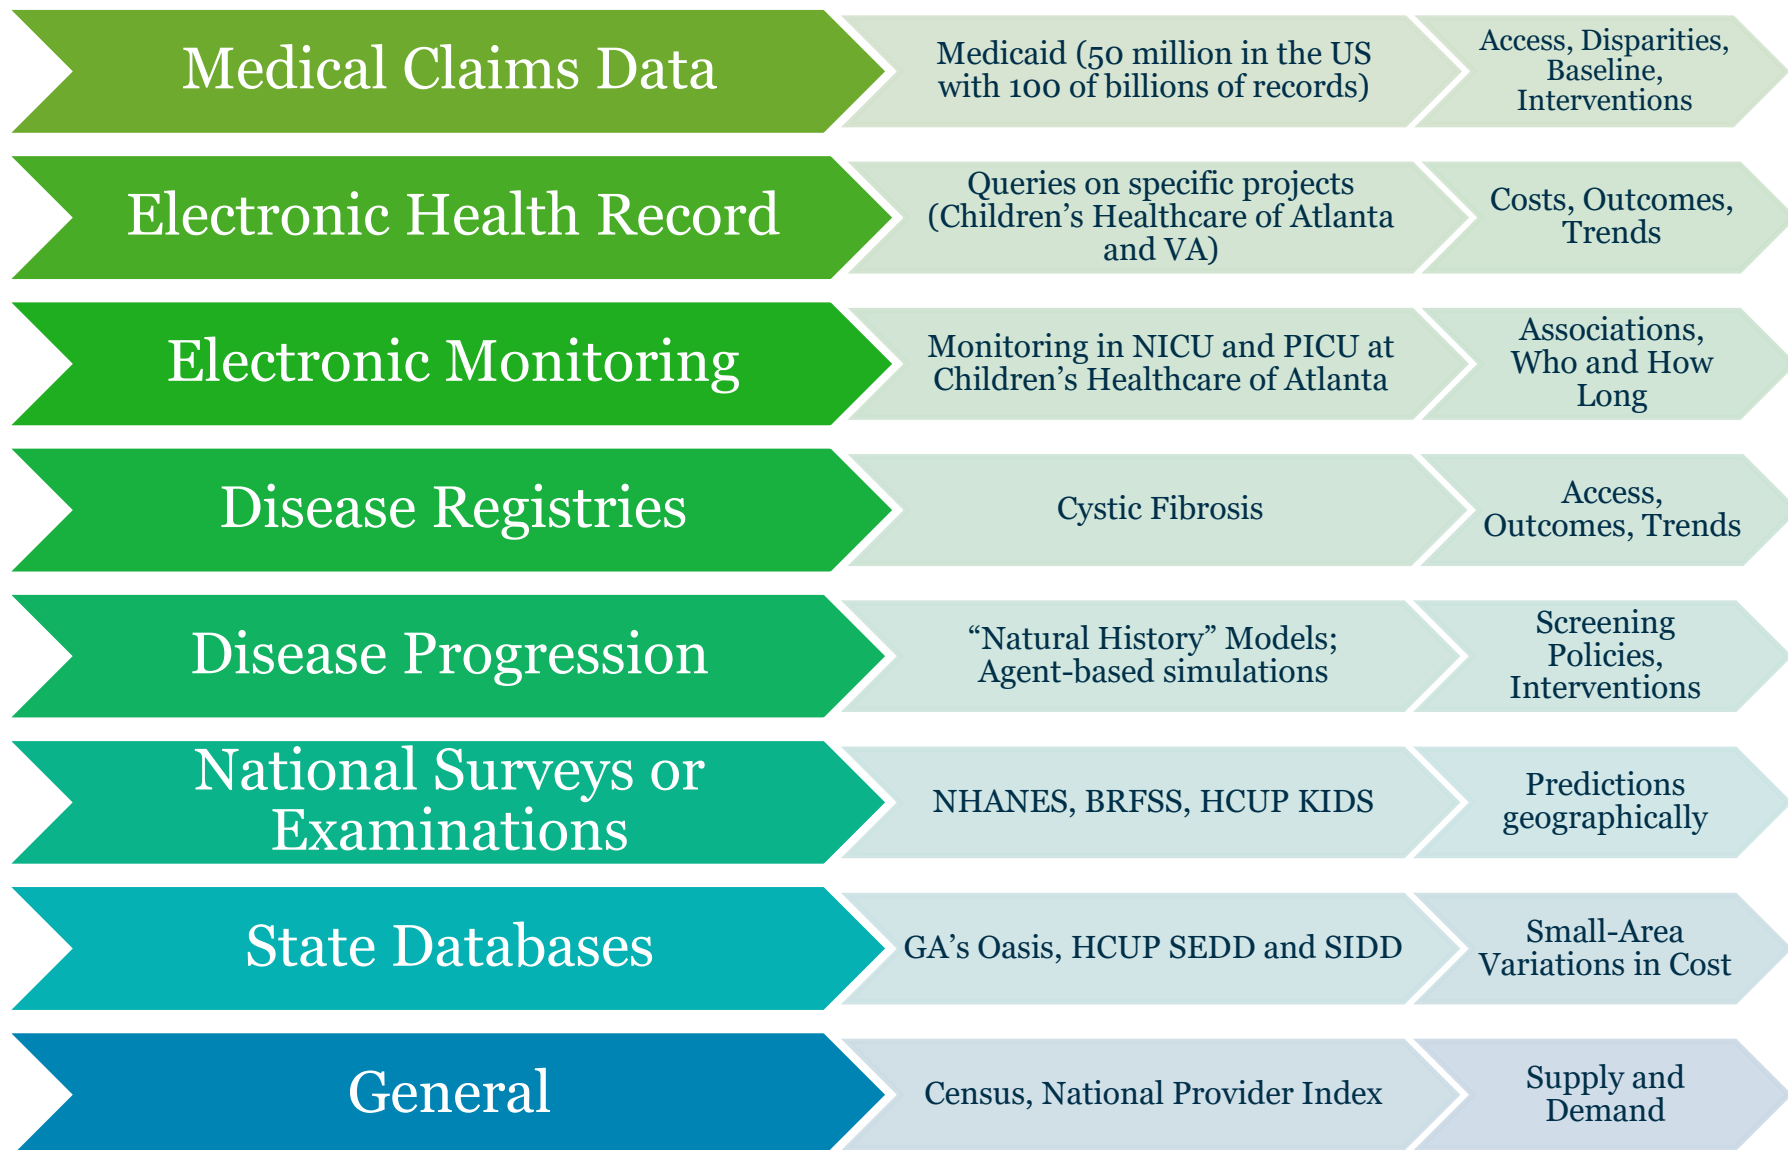 Medical Claims Data
Medicaid (50 million in the US
with 100 of billions of records)
Access, Disparities,
Baseline,
Interventions
Electronic Health Record
Queries on specific projects
(Children’s Healthcare of Atlanta
and VA)
Costs, Outcomes,
Trends
Electronic Monitoring
Monitoring in NICU and PICU at
Children’s Healthcare of Atlanta
Associations,
Who and How
Long
Disease Registries
Cystic Fibrosis
Access,
Outcomes, Trends
Disease Progression
“Natural History” Models;
Agent-based simulations
Screening
Policies,
Interventions
National Surveys or
Examinations
NHANES, BRFSS, HCUP KIDS
Predictions
geographically
State Databases
GA’s Oasis, HCUP SEDD and SIDD
Small-Area
Variations in Cost
General
Census, National Provider Index
Supply and
Demand